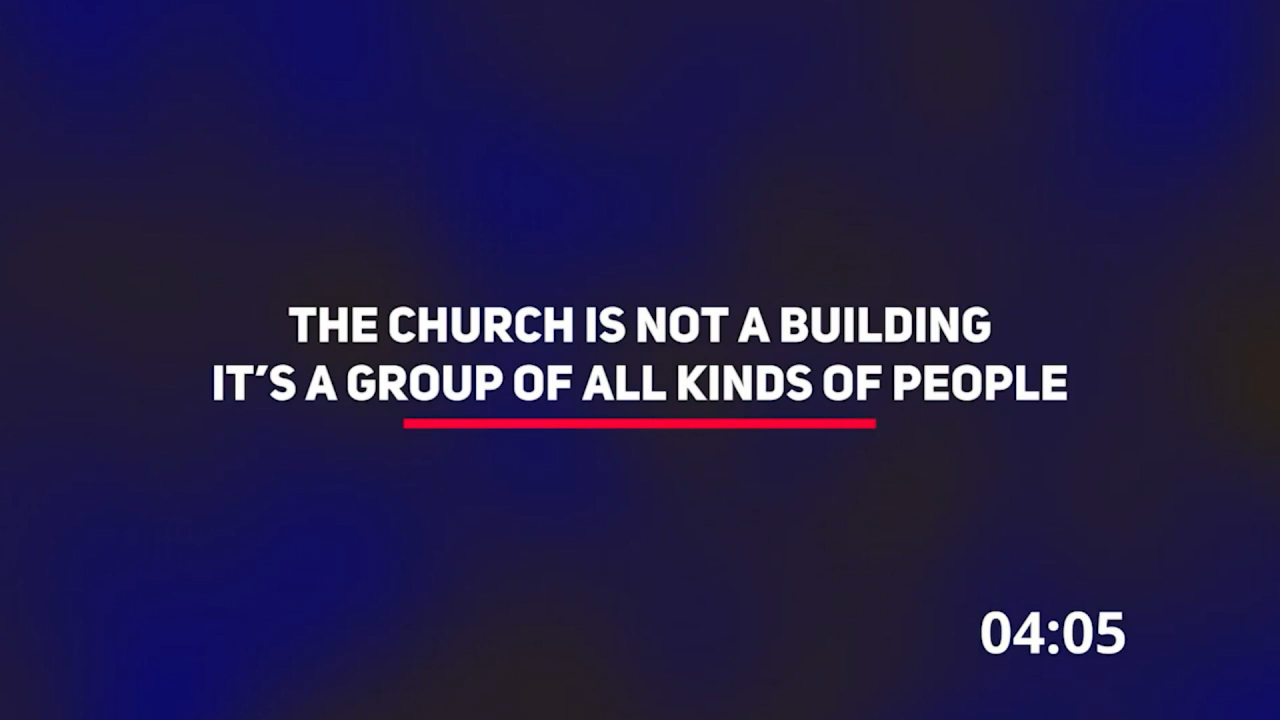 THE CHURCH IS NOT A BUILDING
IT’S A GROUP OF ALL KINDS OF PEOPLE
04:05